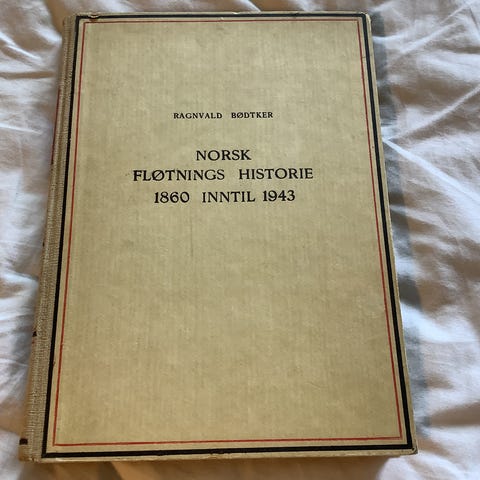 RAGNVALD BØDTKER
NORSK
FLØTNINGS HISTORIE
1860 INNTIL 1943